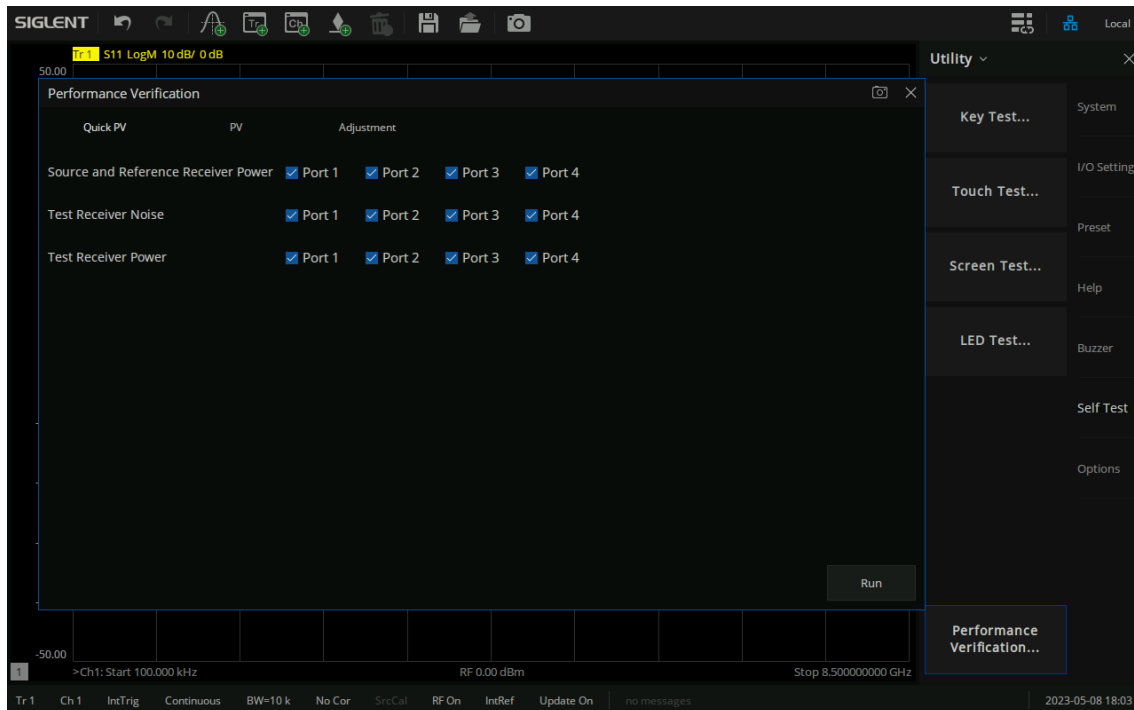 SIGLENT Tr Ch Local
Tr 1 S11 LogM 10 dB/ 0 dB
50.00
Performance Verification
Quick PV PV Adjustment
Source and Reference Receiver Power Port 1 Port 2 Port 3 Port 4
Test Receiver Noise Port 1 Port 2 Port 3 Port 4
Test Receiver Power Port 1 Port 2 Port 3 Port 4
Run
-50.00
1 >Ch1: Start 100.000 kHz RF 0.00 dBm Stop 8.500000000 GHz
Utility
Key Test...
Touch Test...
Screen Test...
LED Test...
Performance
Verification...
System
I/O Setting
Preset
Help
Buzzer
Self Test
Options
Tr 1 Ch 1 IntTrig Continuous BW=10 k No Cor SrcCal RF On IntRef Update On no messages 2023-05-08 18:03